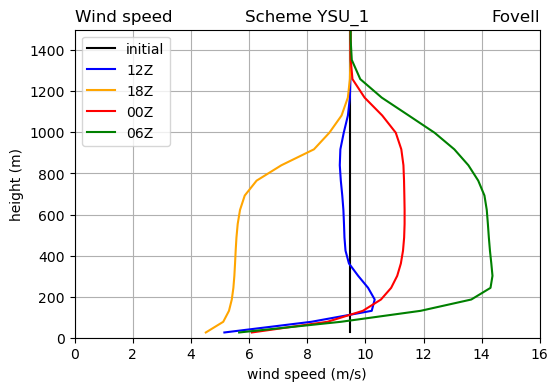 Wind speed Scheme YSU_1 Fovell
initial
12Z
18Z
00Z
06Z
height (m)
1400
1200
1000
800
600
400
200
0
0 2 4 6 8 10 12 14 16
wind speed (m/s)